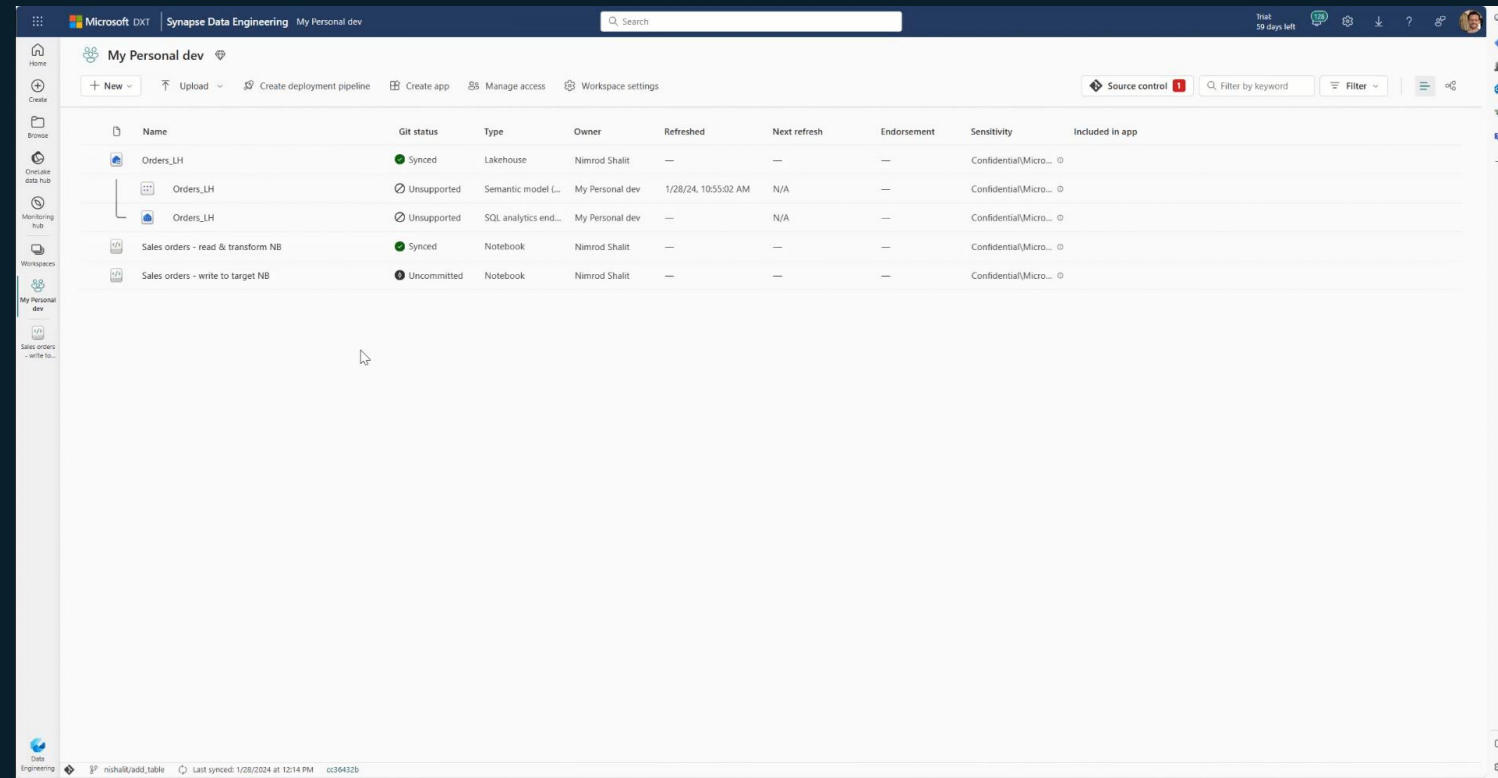 Microsoft DXT Synapse Data Engineering My Personal dev
Search
Trial:
59 days left
128
?
Home
Create
Browse
OneLake
data hub
Monitoring
hub
Workspaces
My Personal
dev
Sales orders
- write to...
Data
Engineering
My Personal dev
New Upload Create deployment pipeline Create app Manage access Workspace settings
Source control 1 Filter by keyword Filter
Name Git status Type Owner Refreshed Next refresh Endorsement Sensitivity Included in app
Orders_LH Synced Lakehouse Nimrod Shalit — — — Confidential\Micro...
Orders_LH Unsupported Semantic model (... My Personal dev 1/28/24, 10:55:02 AM N/A — Confidential\Micro...
Orders_LH Unsupported SQL analytics end... My Personal dev — N/A — Confidential\Micro...
Sales orders - read & transform NB Synced Notebook Nimrod Shalit — — — Confidential\Micro...
Sales orders - write to target NB Uncommitted Notebook Nimrod Shalit — — — Confidential\Micro...
nishalit/add_table Last synced: 1/28/2024 at 12:14 PM cc36432b